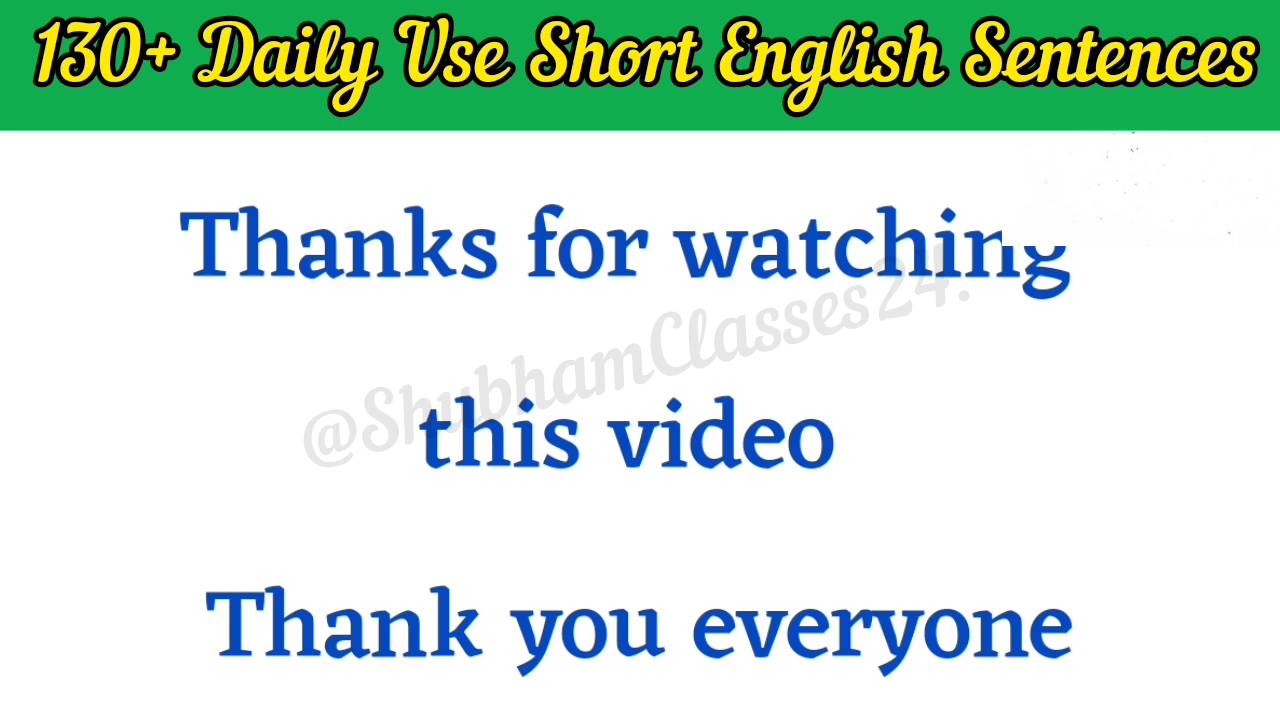 130+ Daily Use Short English Sentences
Thanks for watching
@ShubhamClasses24.
this video
Thank you everyone